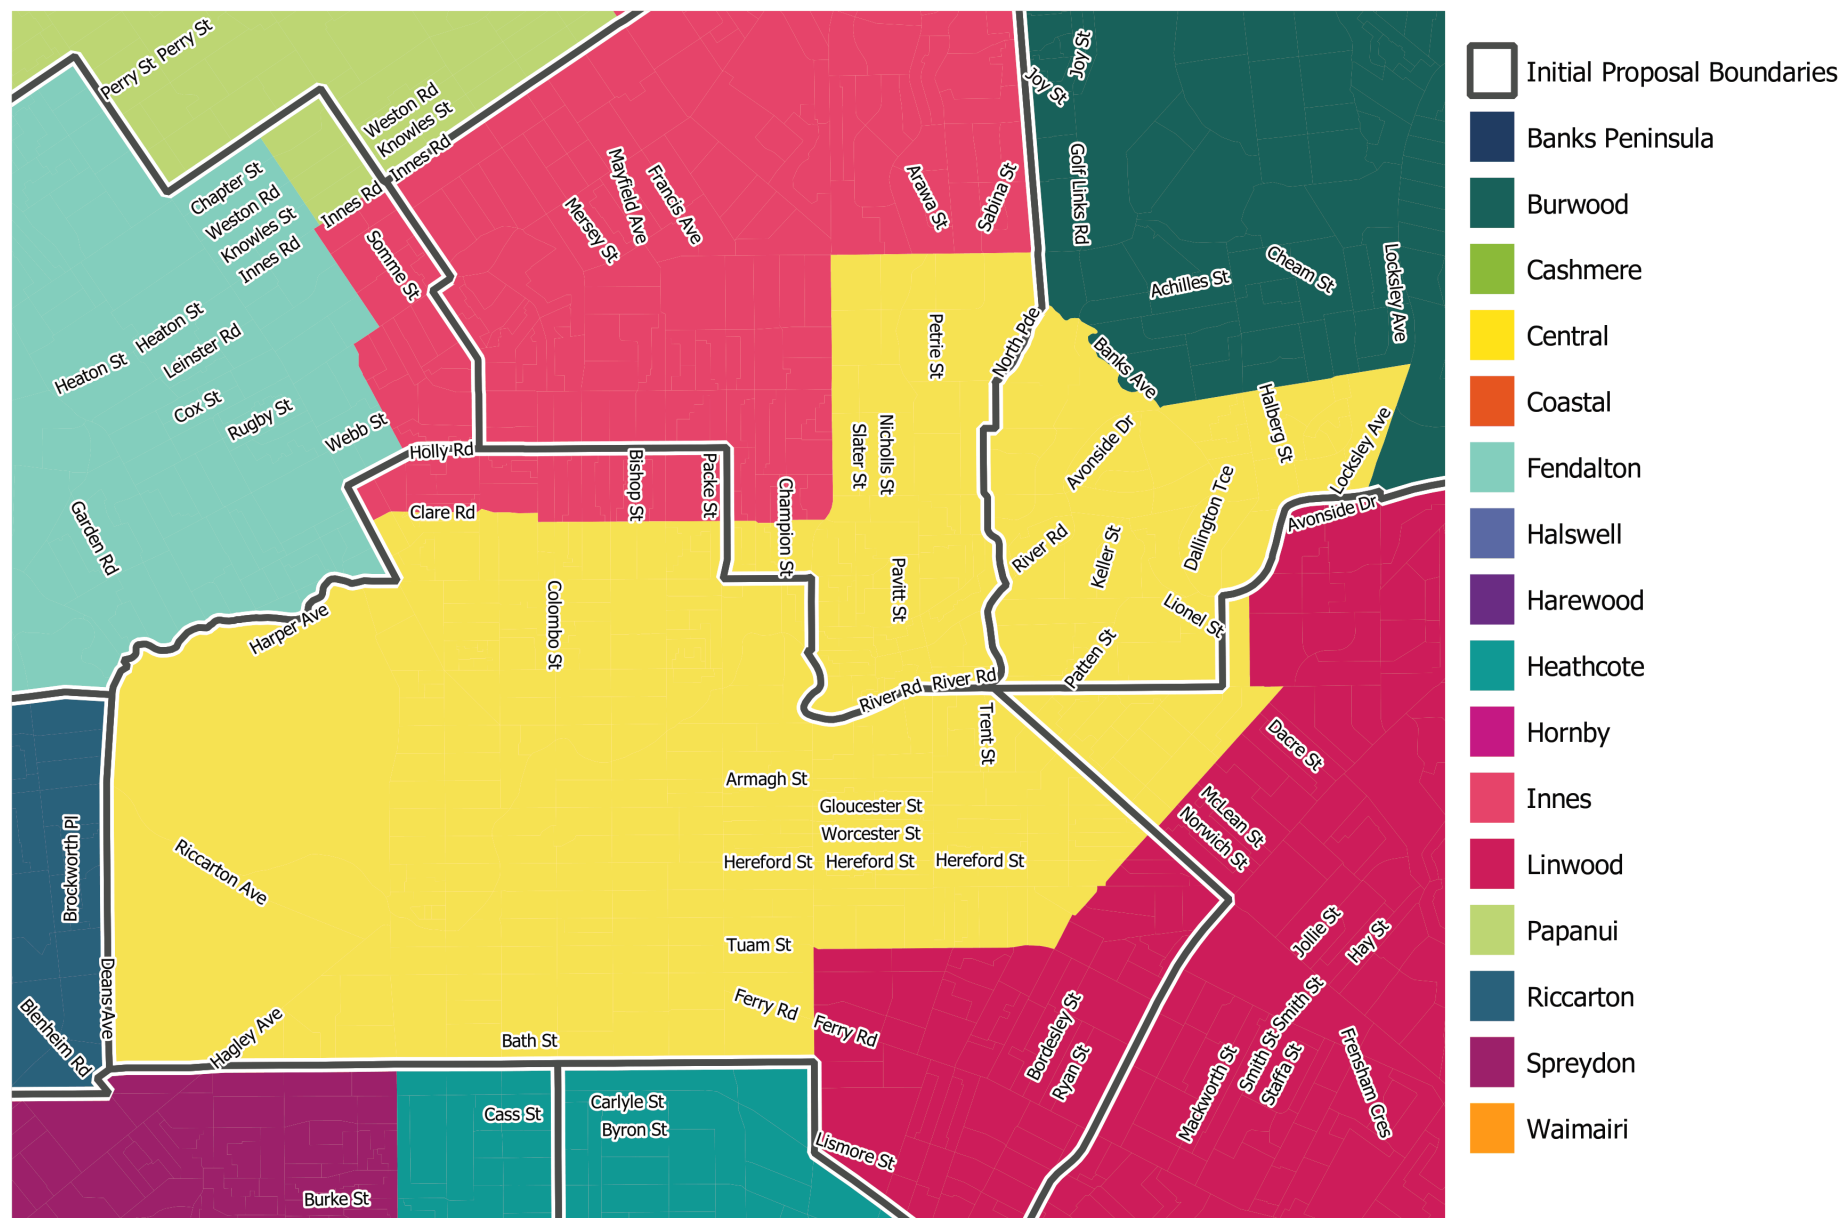 Perry St
Perry St
Weston Rd
Knowles St
Innes Rd
Chapter St
Weston Rd
Knowles St
Innes Rd
Innes Rd
Somme St
Mersey St
Mayfield Ave
Francis Ave
Arawa St
Sabina St
Joy St
Joy St
Golf Links Rd
Achilles St
Cheam St
Locksley Ave
Heaton St
Heaton St
Leinster Rd
Cox St
Rugby St
Webb St
Holly Rd
Garden Rd
Clare Rd
Bishop St
Packe St
Champion St
Slater St
Nicholls St
Petrie St
North Pde
Banks Ave
Avonside Dr
Halberg St
Locksley Ave
Avonside Dr
Dallington Tce
River Rd
Keller St
Lionel St
Patten St
Pavitt St
Colombo St
Harper Ave
River Rd
River Rd
Trent St
Dacre St
McLean St
Norwich St
Armagh St
Gloucester St
Worcester St
Hereford St
Hereford St
Hereford St
Riccarton Ave
Brockworth Pl
Deans Ave
Blenheim Rd
Hagley Ave
Tuam St
Ferry Rd
Ferry Rd
Bath St
Jollie St
Hay St
Smith St
Smith St
Staffa St
Mackworth St
Frensham Cres
Bordesley St
Ryan St
Cass St
Carlyle St
Byron St
Lismore St
Burke St
Initial Proposal Boundaries
Banks Peninsula
Burwood
Cashmere
Central
Coastal
Fendalton
Halswell
Harewood
Heathcote
Hornby
Innes
Linwood
Papanui
Riccarton
Spreydon
Waimairi